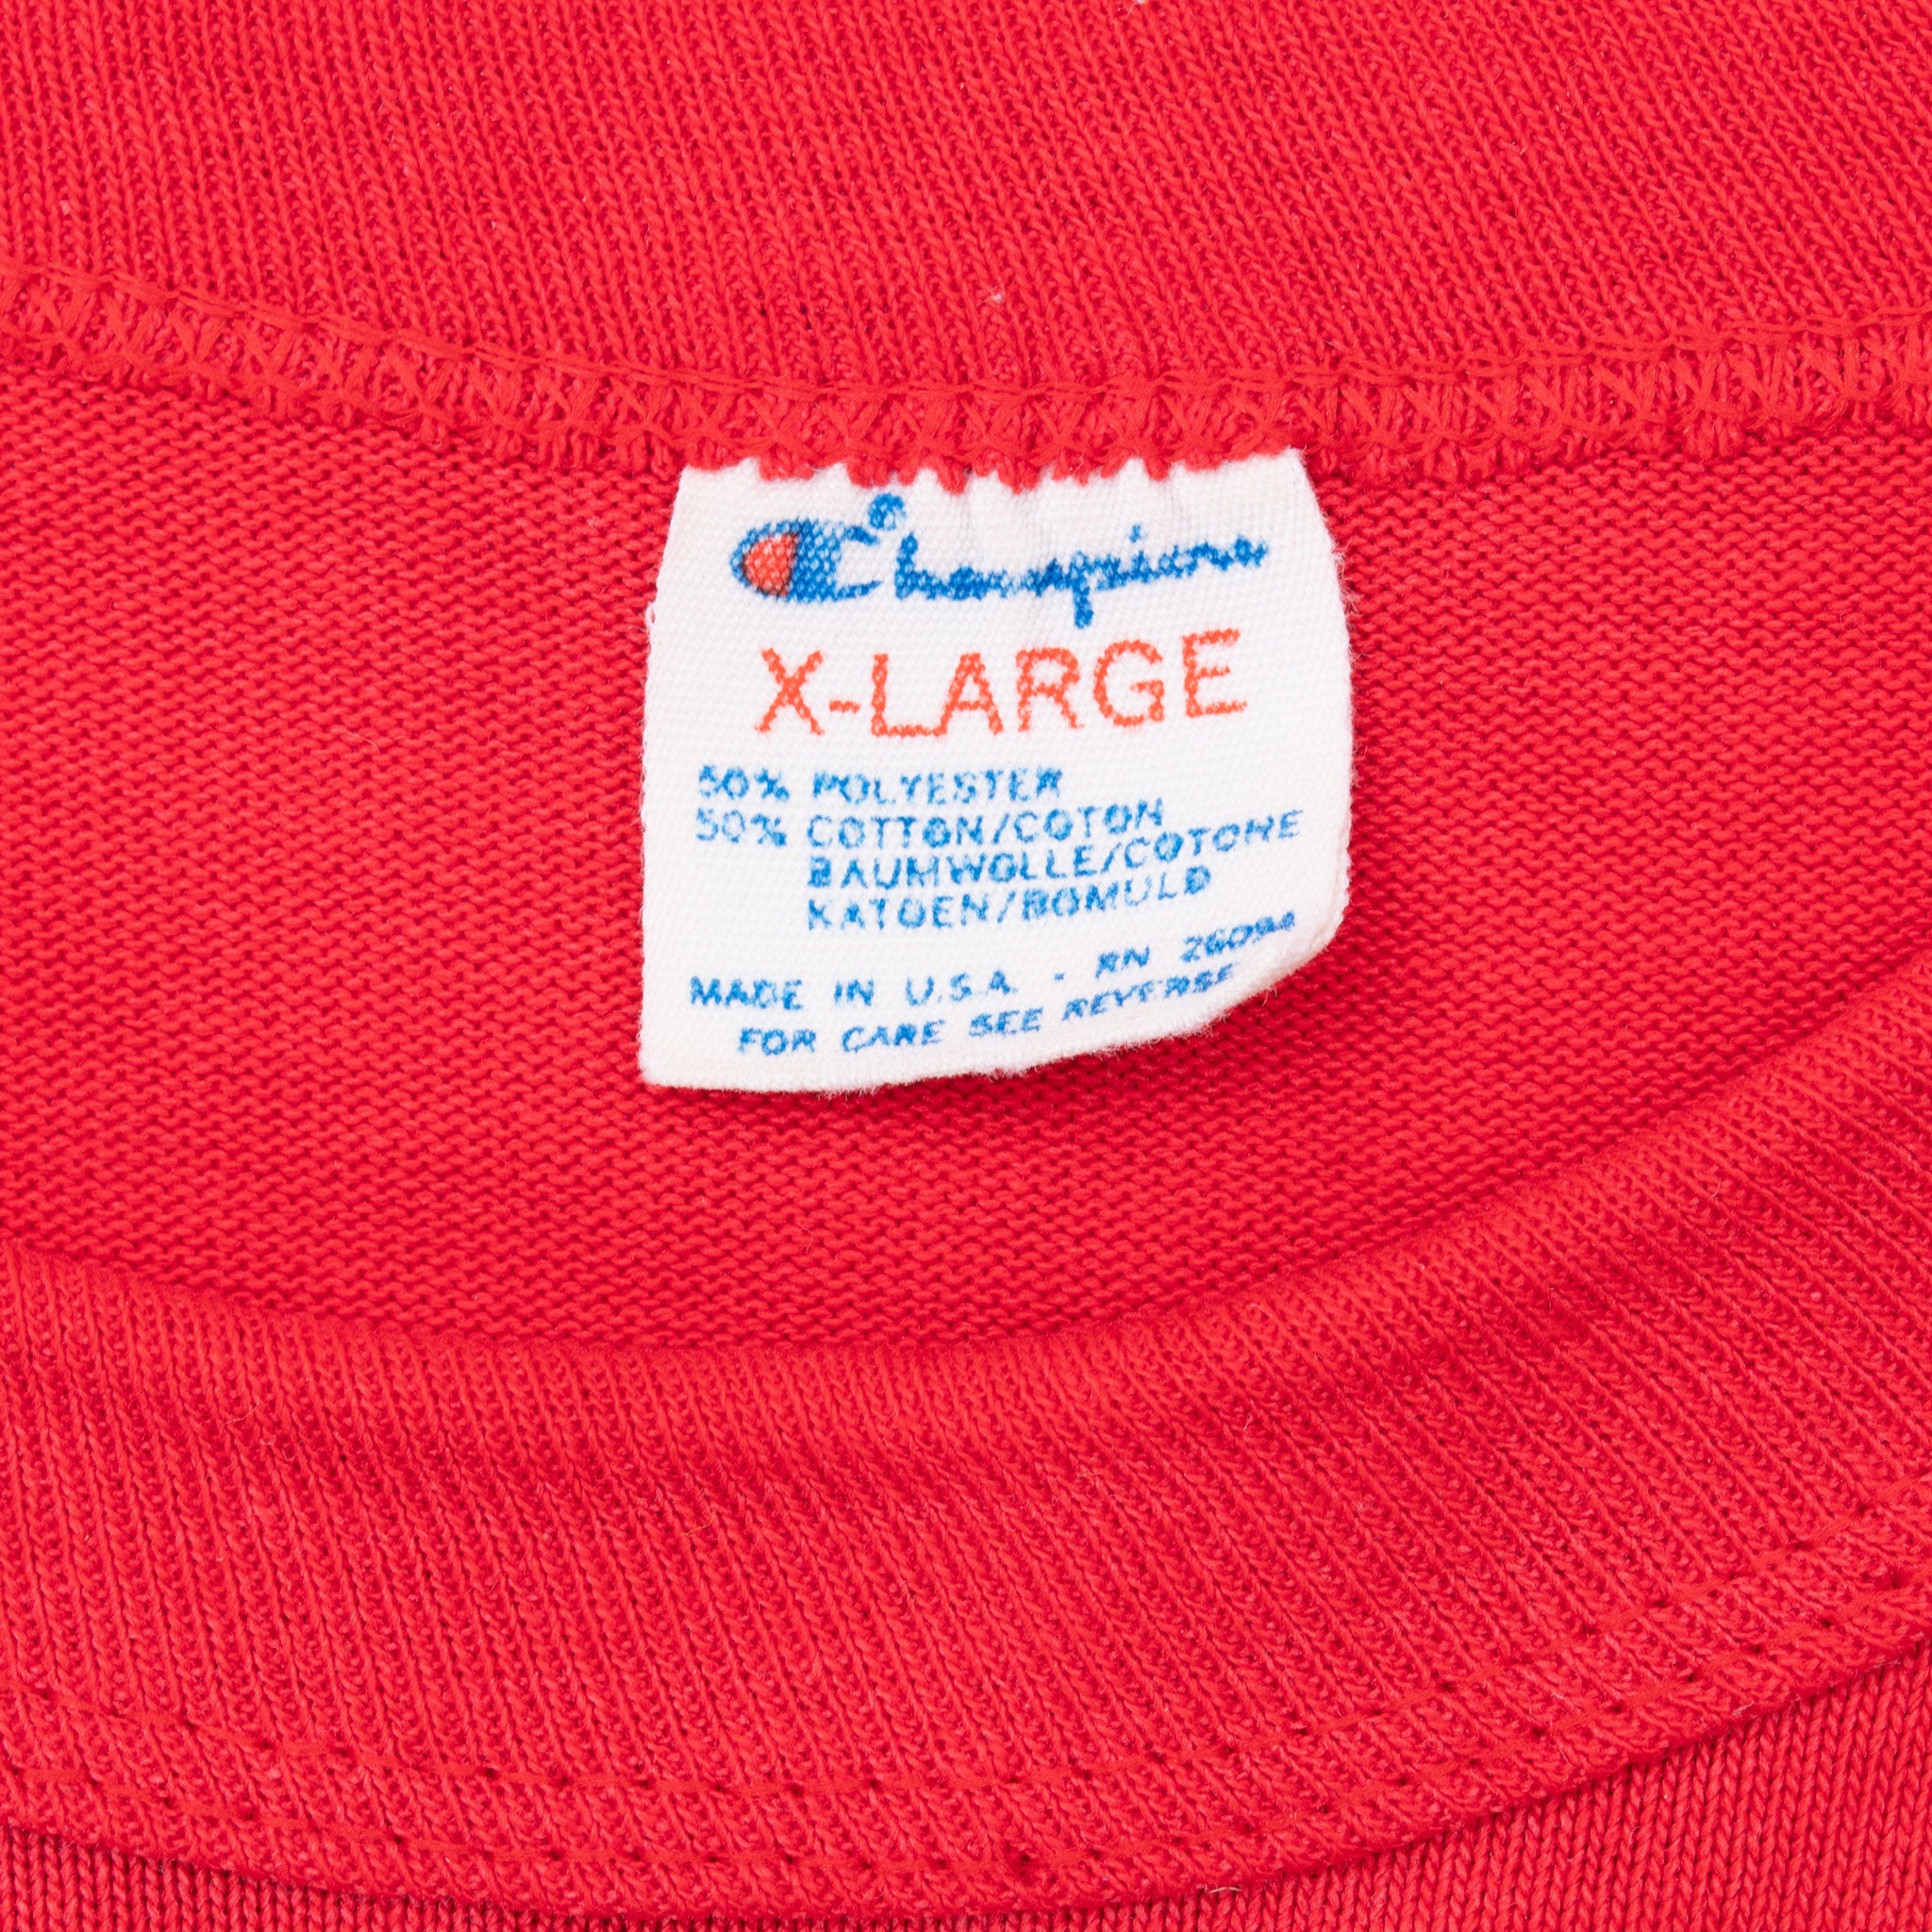 Champion
X-LARGE
50% POLYESTER
50% COTTON/COTON
BAUMWOLLE/COTONE
KATOEN/BOMULD
MADE IN U.S.A. - RN 26094
FOR CARE SEE REVERSE